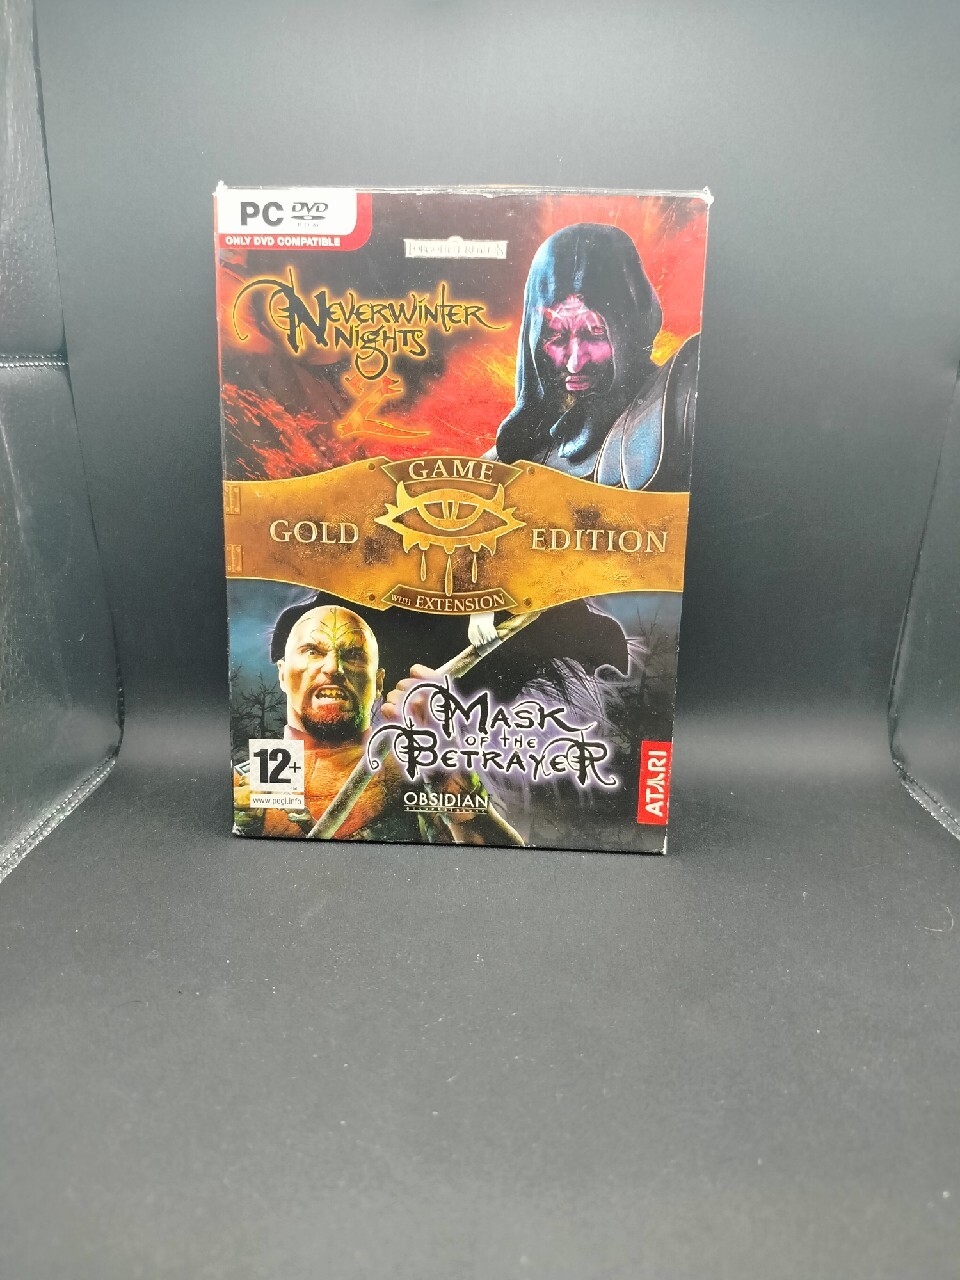 PC DVD
ONLY DVD COMPATIBLE
FORGOTTEN REALMS
NEVERWINTER
NIGHTS
2
GAME
GOLD EDITION
WITH EXTENSION
MASK
OF THE
BETRAYER
12+
www.pegi.info
OBSIDIAN
ATARI